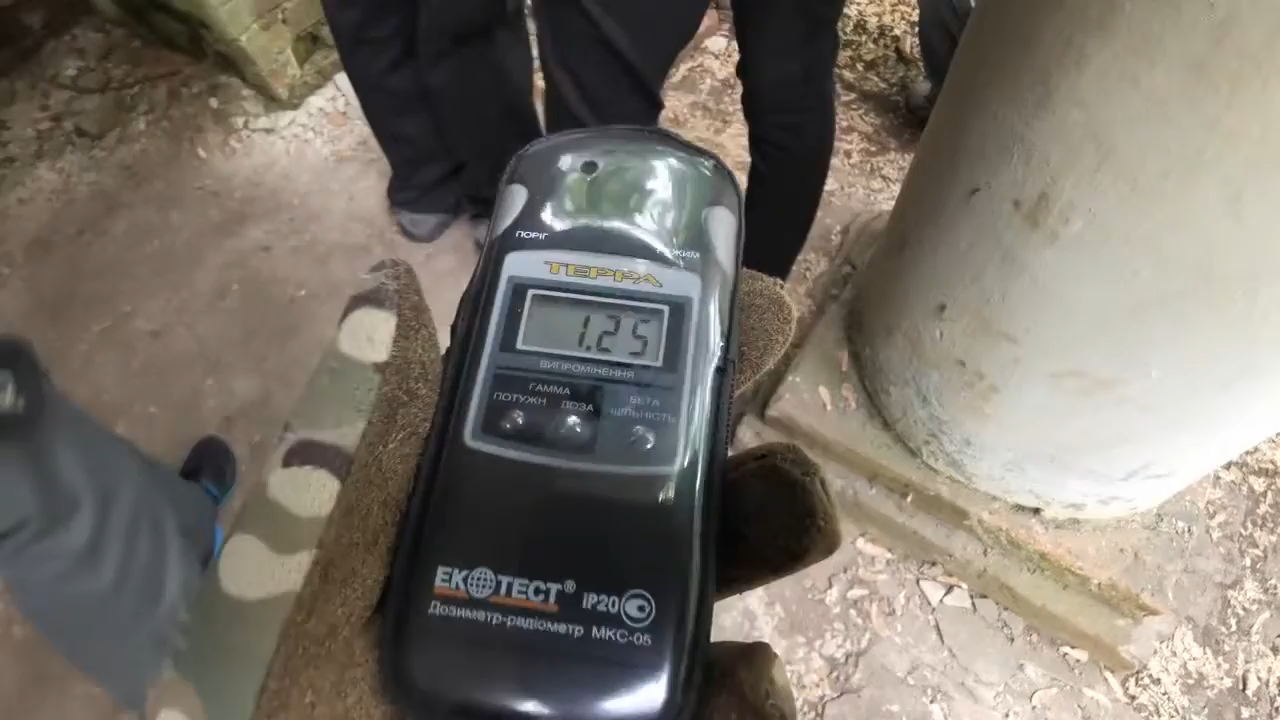 ПОРІГ
РЕЖИМ
ТЕРРА
1.25
ВИПРОМІНЕННЯ
ГАММА
БЕТА
ПОТУЖН ДОЗА
ЩІЛЬНІСТЬ
ЕКОТЕСТ® IP20
Дозиметр-радіометр МКС-05